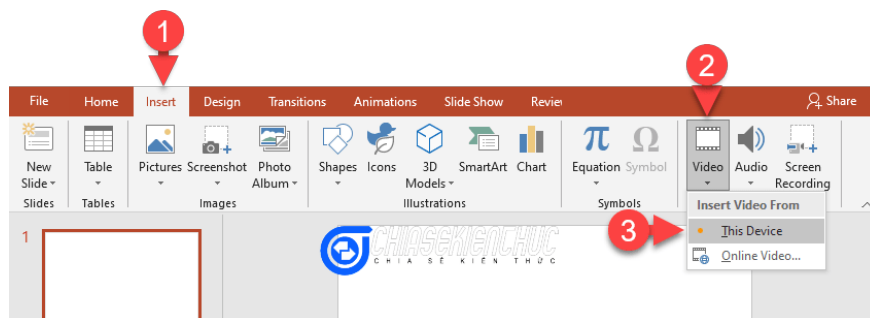 1
2
File Home Insert Design Transitions Animations Slide Show Revie Share
New Slide Table Pictures Screenshot Photo Album Shapes Icons 3D Models SmartArt Chart Equation Symbol Video Audio Screen Recording
Slides Tables Images Illustrations Symbols
Insert Video From
3
This Device
Online Video...
1
CHIASEKIENTHUC
CHIA SẺ KIẾN THỨC